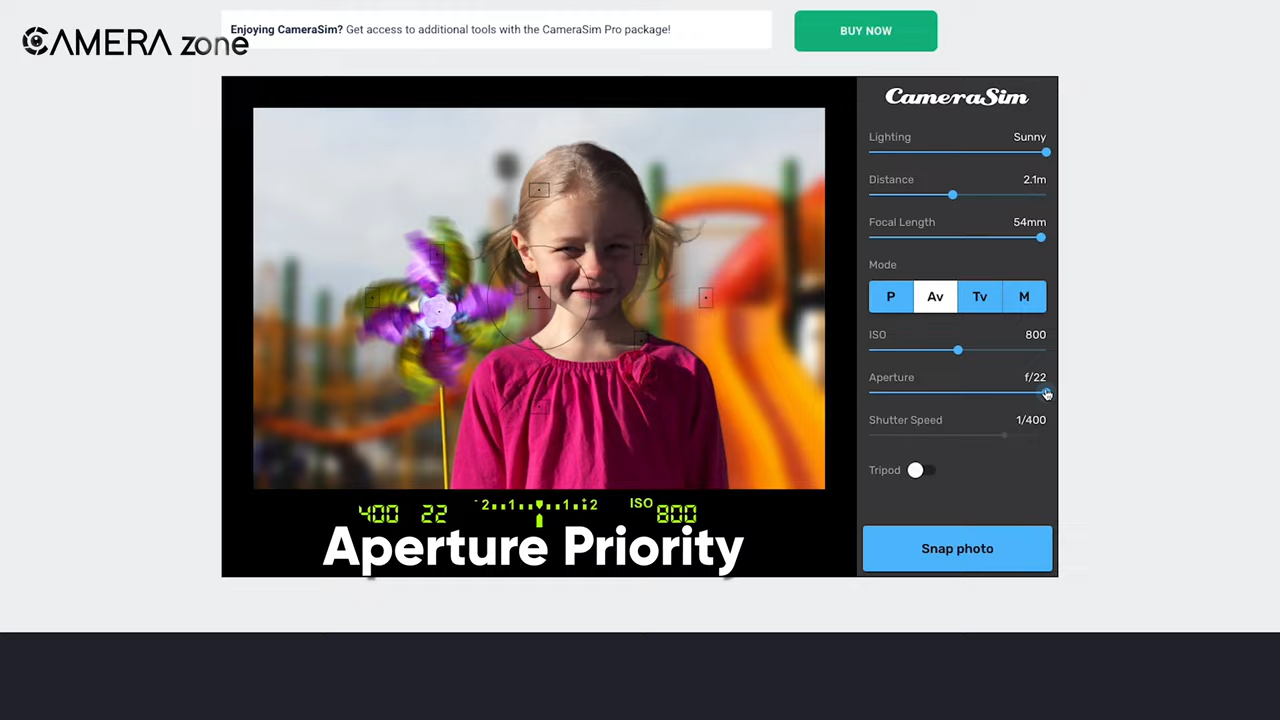 CAMERA zone
Enjoying CameraSim? Get access to additional tools with the CameraSim Pro package!
BUY NOW
CameraSim
Lighting Sunny
Distance 2.1m
Focal Length 54mm
Mode
P Av Tv M
ISO 800
Aperture f/22
Shutter Speed 1/400
Tripod
Snap photo
400 22 -2..1..▼..1..+2 ISO 800
Aperture Priority